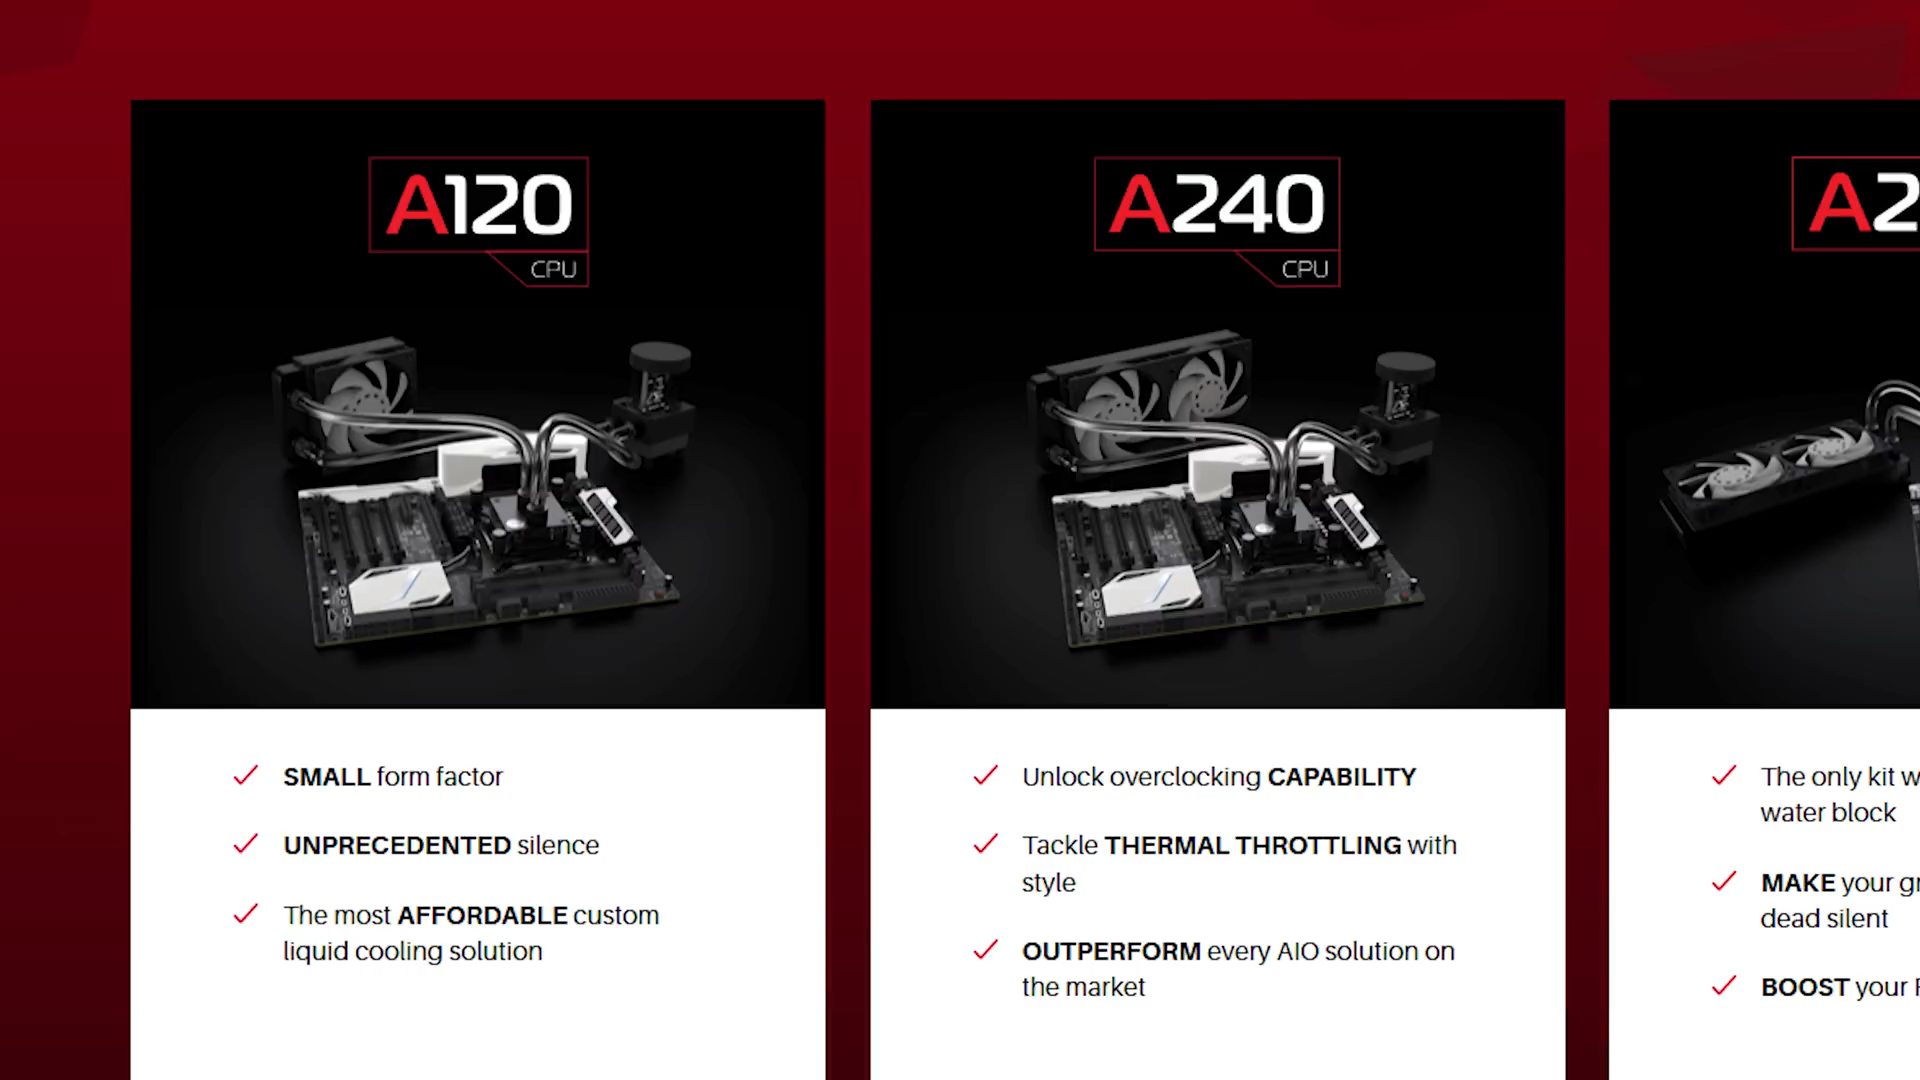 A120
CPU
SMALL form factor
UNPRECEDENTED silence
The most AFFORDABLE custom
liquid cooling solution
A240
CPU
Unlock overclocking CAPABILITY
Tackle THERMAL THROTTLING with
style
OUTPERFORM every AIO solution on
the market
A2
The only kit
water block
MAKE your
dead silent
BOOST your